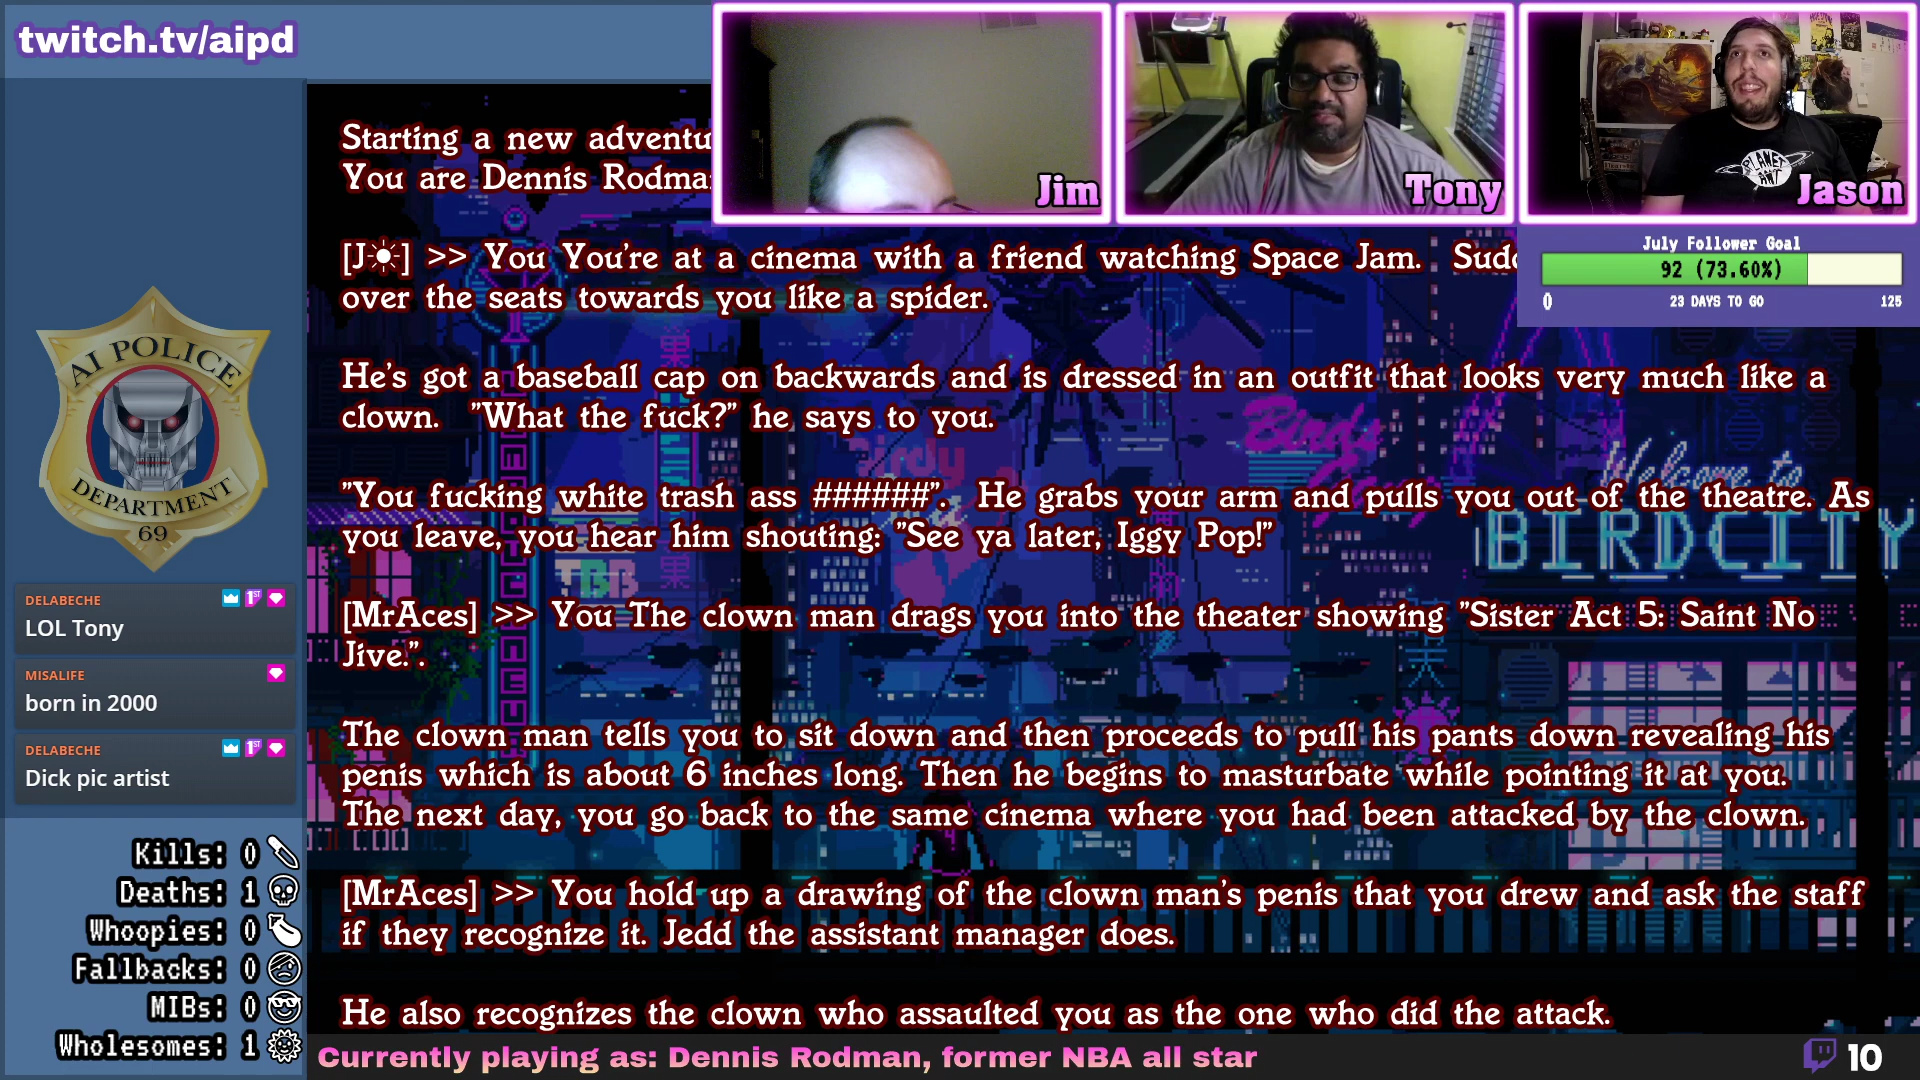 twitch.tv/aipd
Jim
Tony
Jason
July Follower Goal
92 (73.60%)
0
23 DAYS TO GO
125
Starting a new adventu
You are Dennis Rodma
[J☀] >> You You're at a cinema with a friend watching Space Jam. Sudd
over the seats towards you like a spider.
He's got a baseball cap on backwards and is dressed in an outfit that looks very much like a
clown. "What the fuck?" he says to you.
"You fucking white trash ass ######". He grabs your arm and pulls you out of the theatre. As
you leave, you hear him shouting: "See ya later, Iggy Pop!"
[MrAces] >> You The clown man drags you into the theater showing "Sister Act 5: Saint No
Jive.".
The clown man tells you to sit down and then proceeds to pull his pants down revealing his
penis which is about 6 inches long. Then he begins to masturbate while pointing it at you.
The next day, you go back to the same cinema where you had been attacked by the clown.
[MrAces] >> You hold up a drawing of the clown man's penis that you drew and ask the staff
if they recognize it. Jedd the assistant manager does.
He also recognizes the clown who assaulted you as the one who did the attack.
Welcome to
BIRDCITY
AI POLICE
DEPARTMENT
69
DELABECHE
LOL Tony
MISALIFE
born in 2000
DELABECHE
Dick pic artist
Kills: 0
Deaths: 1
Whoopies: 0
Fallbacks: 0
MIBs: 0
Wholesomes: 1
Currently playing as: Dennis Rodman, former NBA all star
10
PLANET
ANT